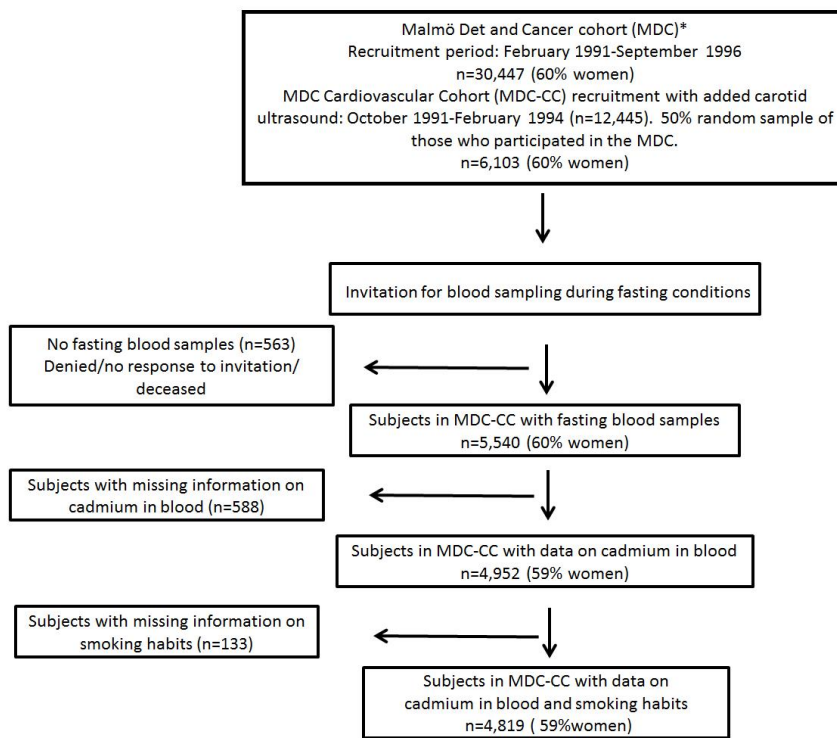 Malmö Det and Cancer cohort (MDC)*
Recruitment period: February 1991-September 1996
n=30,447 (60% women)
MDC Cardiovascular Cohort (MDC-CC) recruitment with added carotid
ultrasound: October 1991-February 1994 (n=12,445). 50% random sample of
those who participated in the MDC.
n=6,103 (60% women)
Invitation for blood sampling during fasting conditions
No fasting blood samples (n=563)
Denied/no response to invitation/
deceased
Subjects in MDC-CC with fasting blood samples
n=5,540 (60% women)
Subjects with missing information on
cadmium in blood (n=588)
Subjects in MDC-CC with data on cadmium in blood
n=4,952 (59% women)
Subjects with missing information on
smoking habits (n=133)
Subjects in MDC-CC with data on
cadmium in blood and smoking habits
n=4,819 ( 59%women)